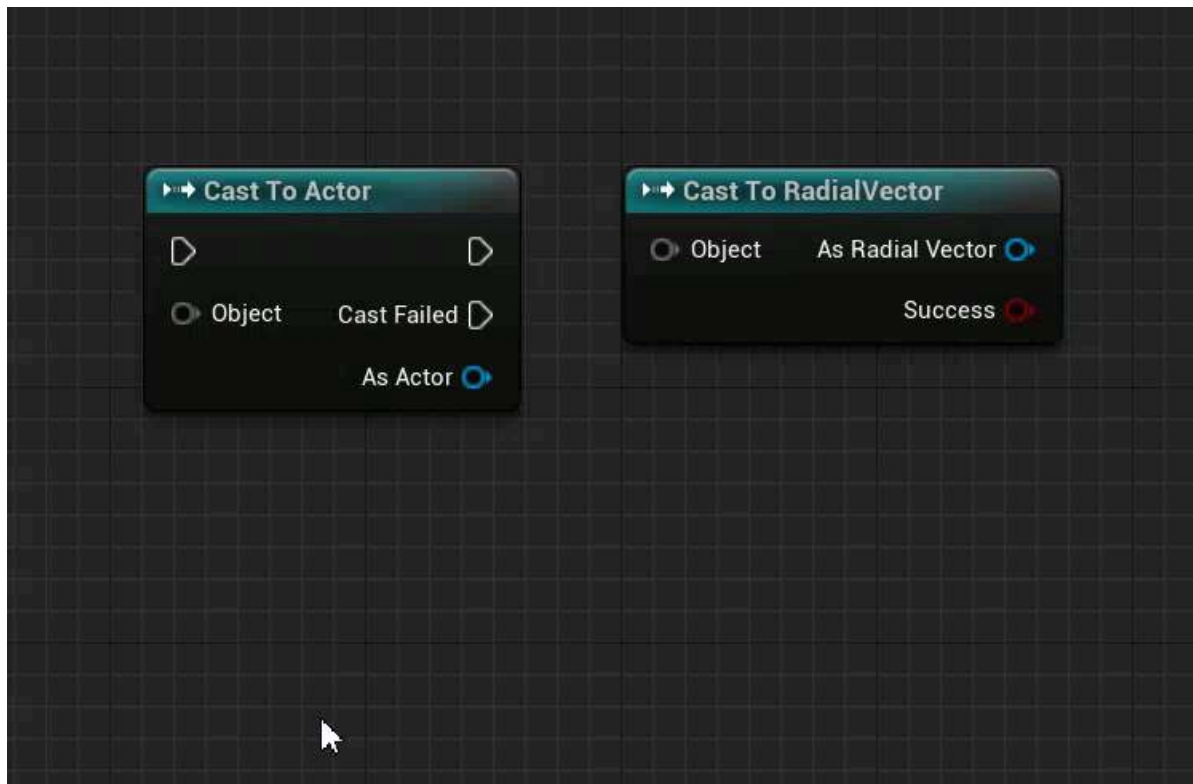 Cast To Actor
Object
Cast Failed
As Actor
Cast To RadialVector
Object
As Radial Vector
Success